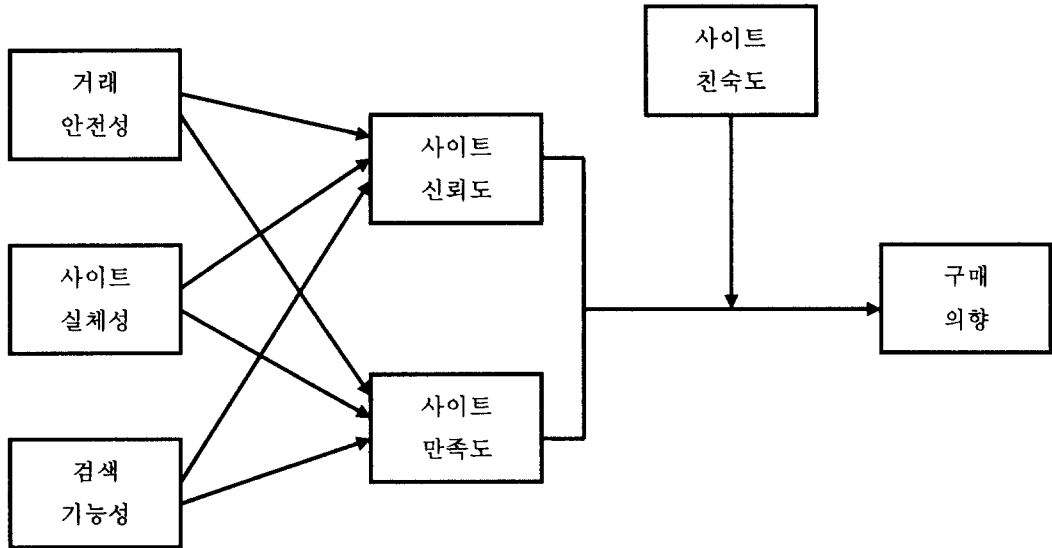 거래
안전성
사이트
실체성
검색
기능성
사이트
신뢰도
사이트
만족도
사이트
친숙도
구매
의향